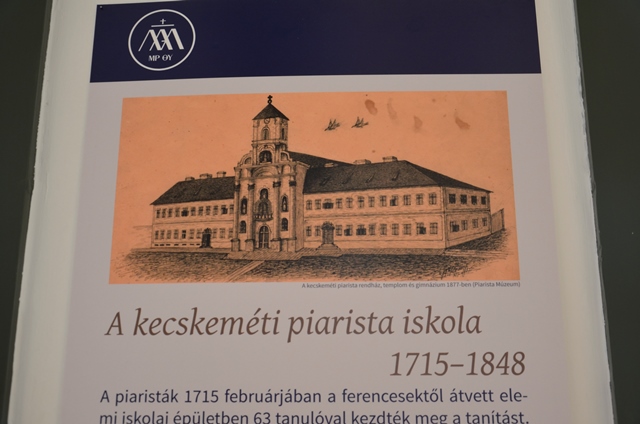 MP ΘY
A kecskeméti piarista rendház, templom és gimnázium 1877-ben (Piarista Múzeum)
A kecskeméti piarista iskola
1715–1848
A piaristák 1715 februárjában a ferencesektől átvett ele-
mi iskolai épületben 63 tanulóval kezdték meg a tanítást.